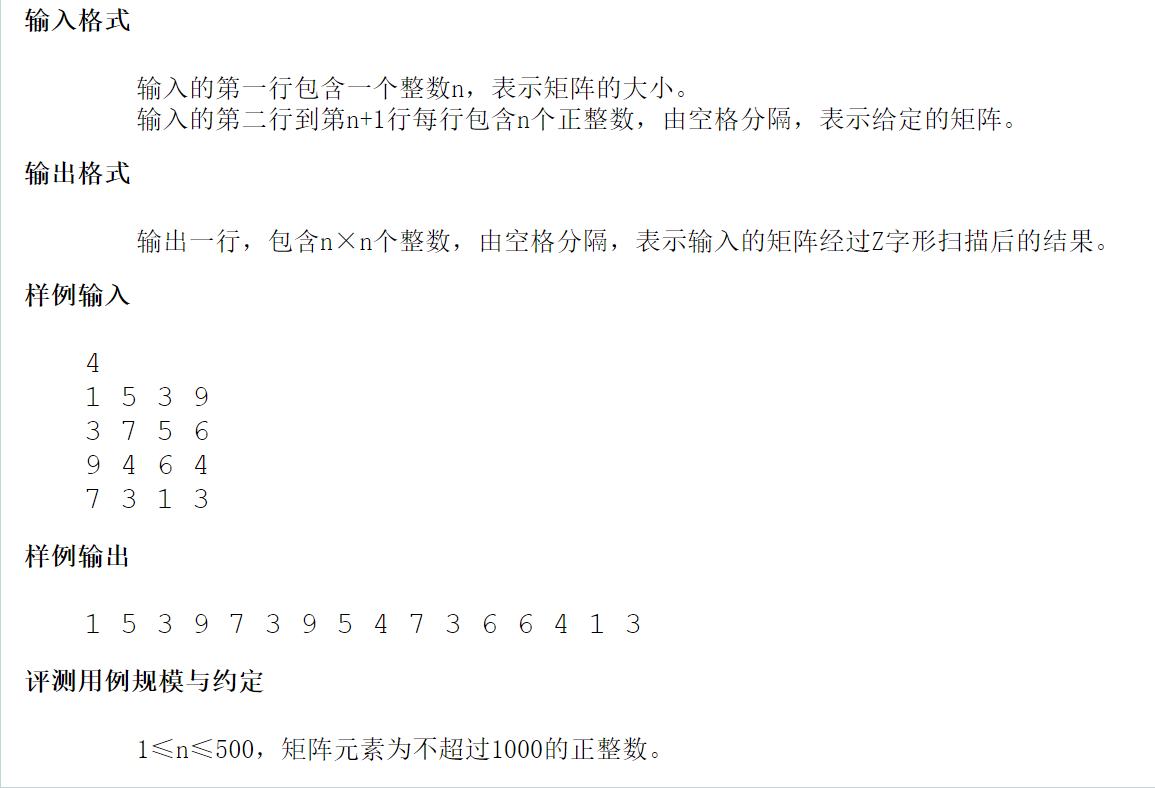 输入格式
输入的第一行包含一个整数n，表示矩阵的大小。
输入的第二行到第n+1行每行包含n个正整数，由空格分隔，表示给定的矩阵。
输出格式
输出一行，包含n×n个整数，由空格分隔，表示输入的矩阵经过Z字形扫描后的结果。
样例输入
4
1 5 3 9
3 7 5 6
9 4 6 4
7 3 1 3
样例输出
1 5 3 9 7 3 9 5 4 7 3 6 6 4 1 3
评测用例规模与约定
1≤n≤500，矩阵元素为不超过1000的正整数。